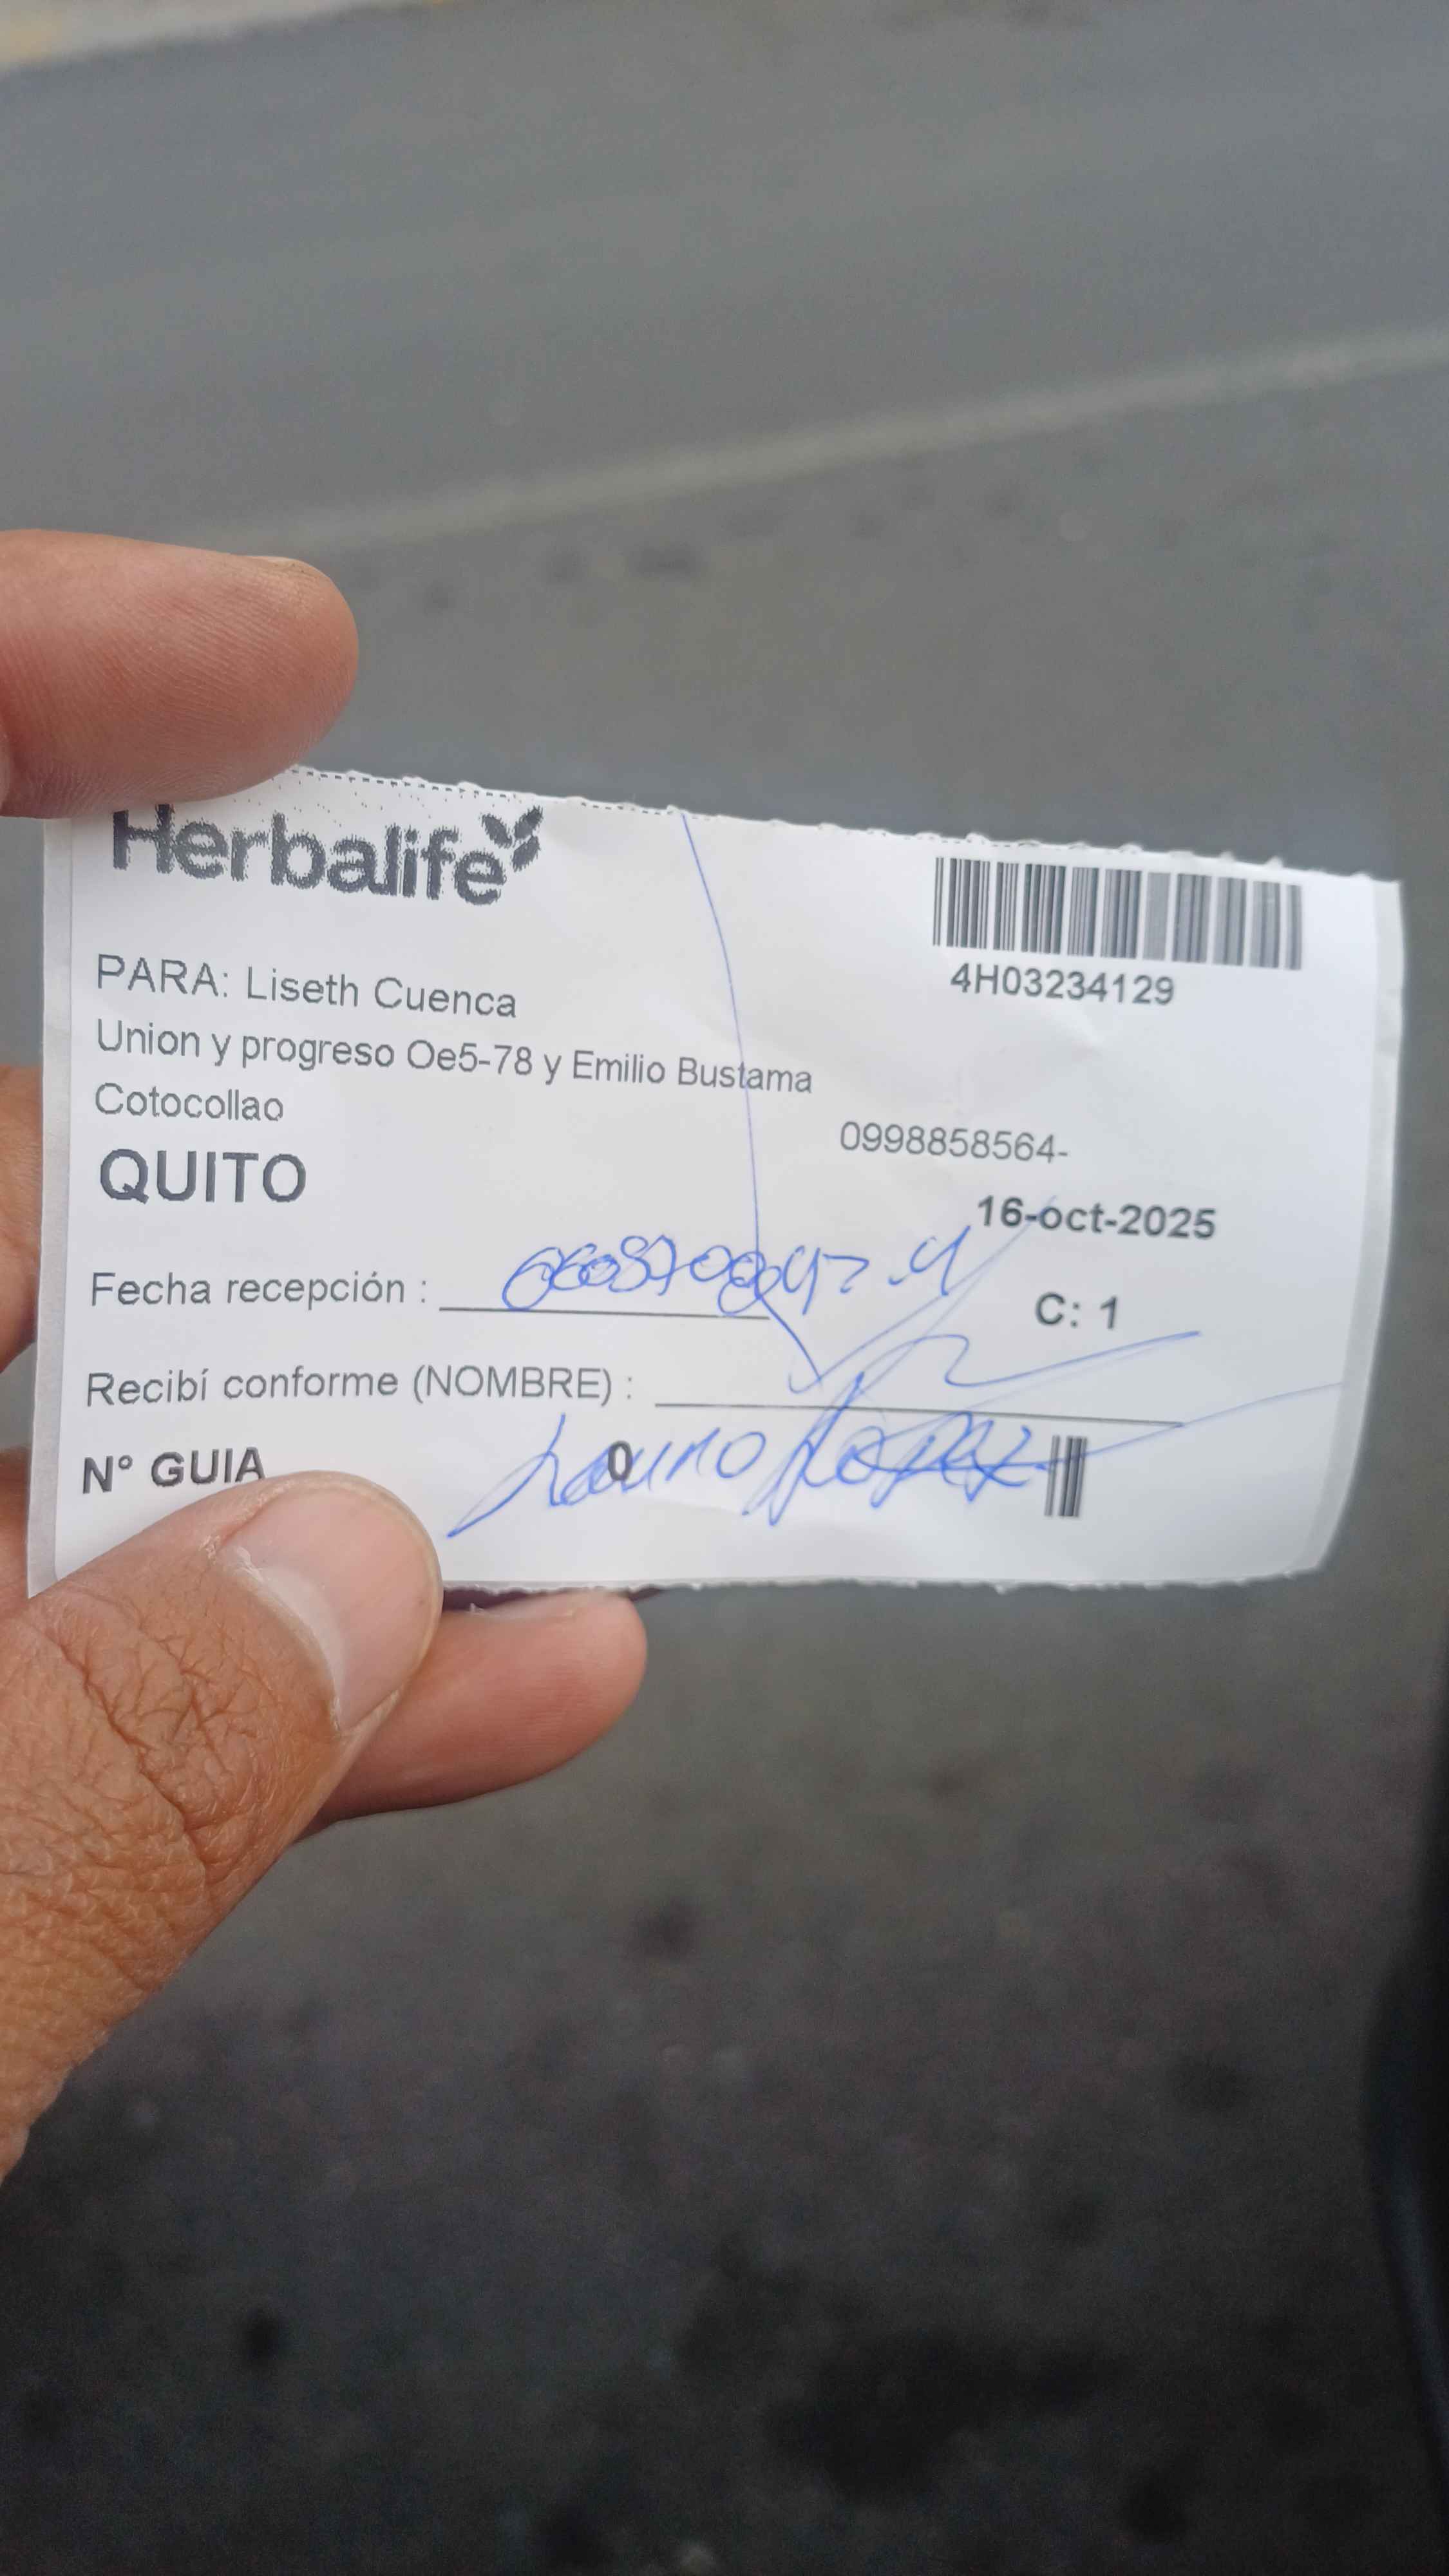 Herbalife
4H03234129
PARA: Liseth Cuenca
Union y progreso Oe5-78 y Emilio Bustama
Cotocollao
0998858564-
QUITO
16-oct-2025
Fecha recepción :
C: 1
Recibí conforme (NOMBRE) :
N° GUIA 0